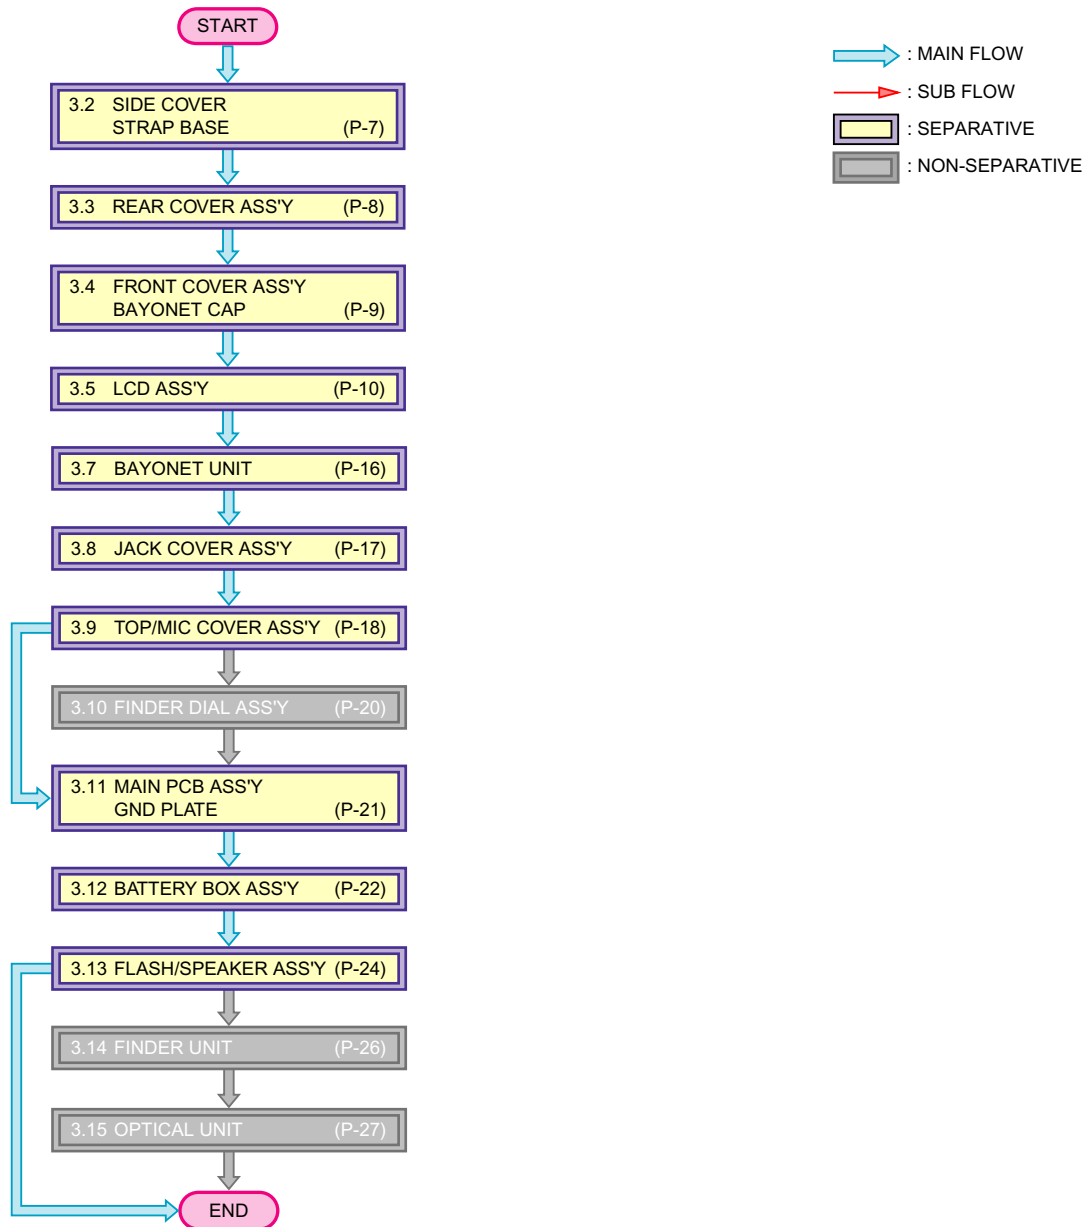 START
: MAIN FLOW
: SUB FLOW
: SEPARATIVE
: NON-SEPARATIVE
3.2 SIDE COVER
STRAP BASE (P-7)
3.3 REAR COVER ASS'Y (P-8)
3.4 FRONT COVER ASS'Y
BAYONET CAP (P-9)
3.5 LCD ASS'Y (P-10)
3.7 BAYONET UNIT (P-16)
3.8 JACK COVER ASS'Y (P-17)
3.9 TOP/MIC COVER ASS'Y (P-18)
3.10 FINDER DIAL ASS'Y (P-20)
3.11 MAIN PCB ASS'Y
GND PLATE (P-21)
3.12 BATTERY BOX ASS'Y (P-22)
3.13 FLASH/SPEAKER ASS'Y (P-24)
3.14 FINDER UNIT (P-26)
3.15 OPTICAL UNIT (P-27)
END